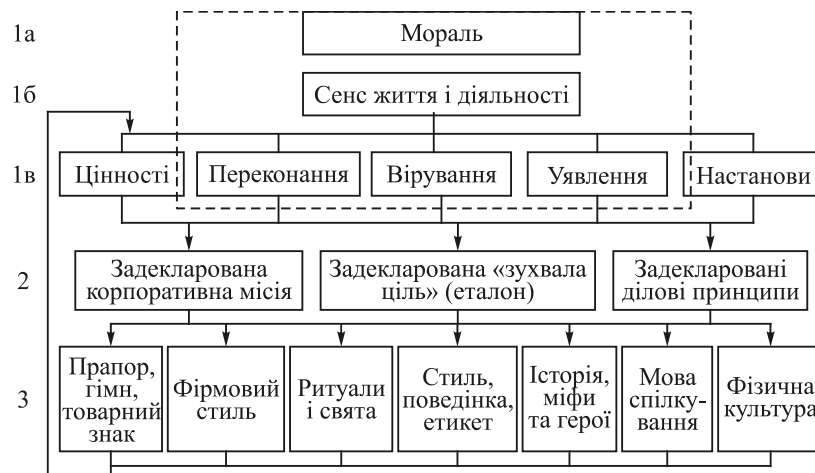 1а
Мораль
1б
Сенс життя і діяльності
1в
Цінності
Переконання
Вірування
Уявлення
Настанови
2
Задекларована
корпоративна місія
Задекларована «зухвала
ціль» (еталон)
Задекларовані
ділові принципи
3
Прапор,
гімн,
товарний
знак
Фірмовий
стиль
Ритуали
і свята
Стиль,
поведінка,
етикет
Історія,
міфи
та герої
Мова
спілку-
вання
Фізична
культура